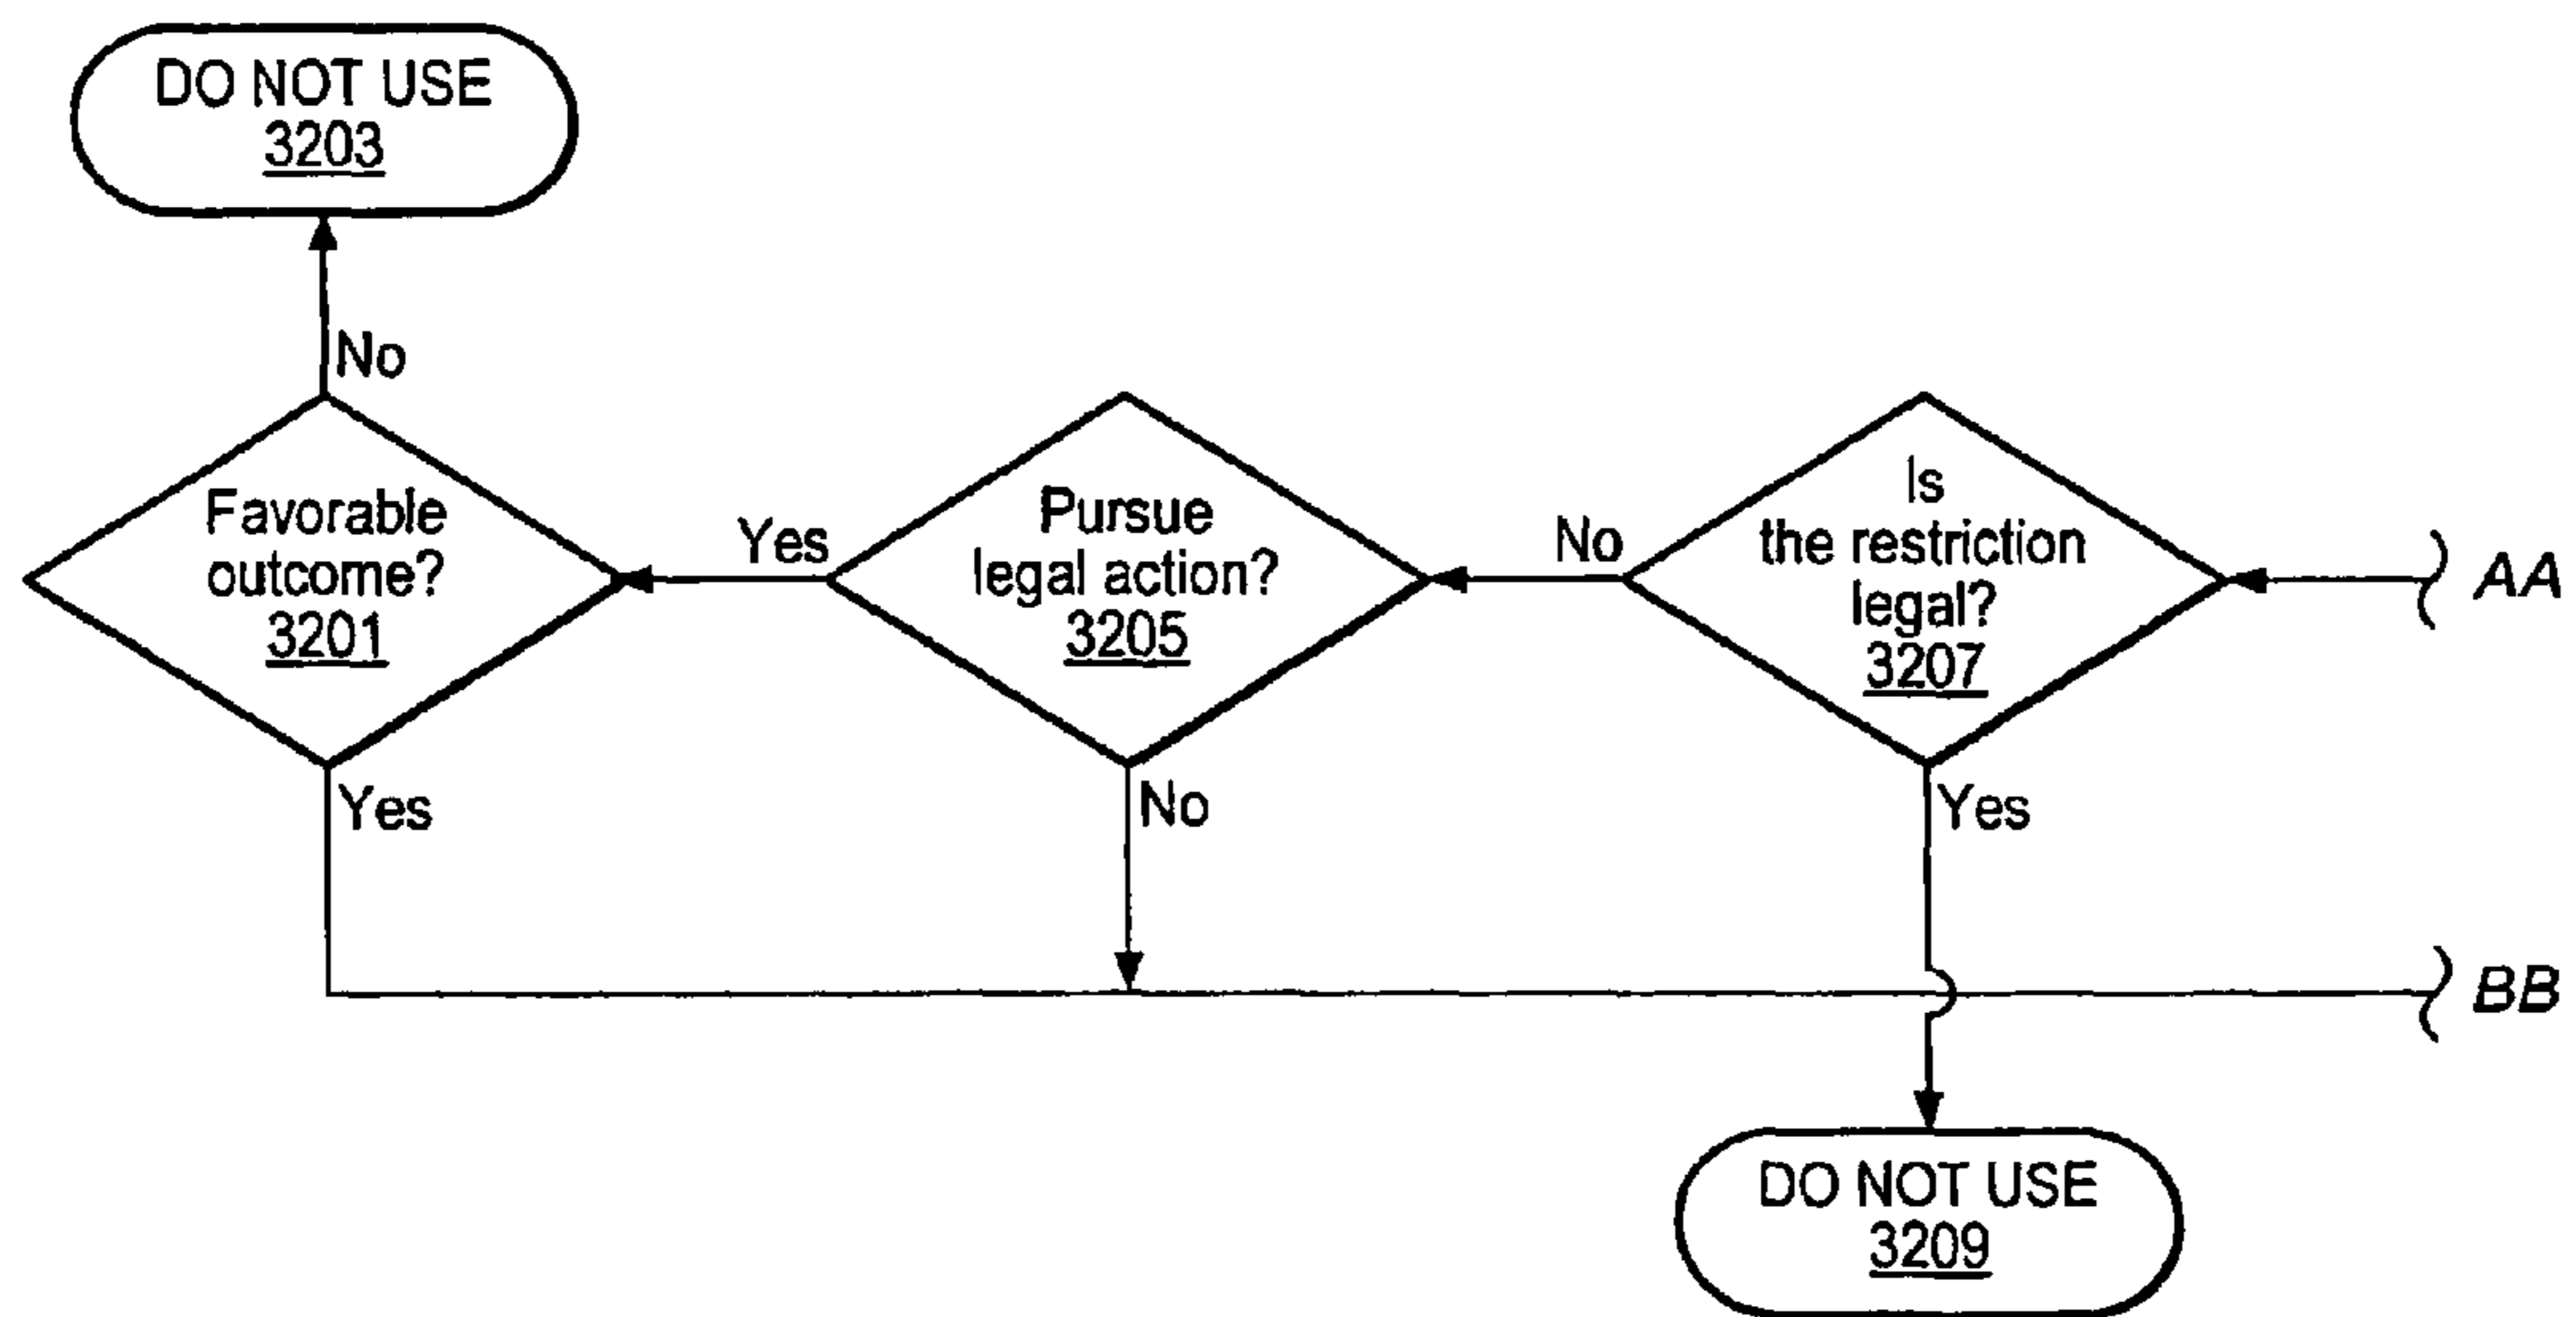 DO NOT USE
3203
No
Favorable
outcome?
3201
Yes
Yes
Pursue
legal action?
3205
No
No
Is
the restriction
legal?
3207
Yes
AA
BB
DO NOT USE
3209